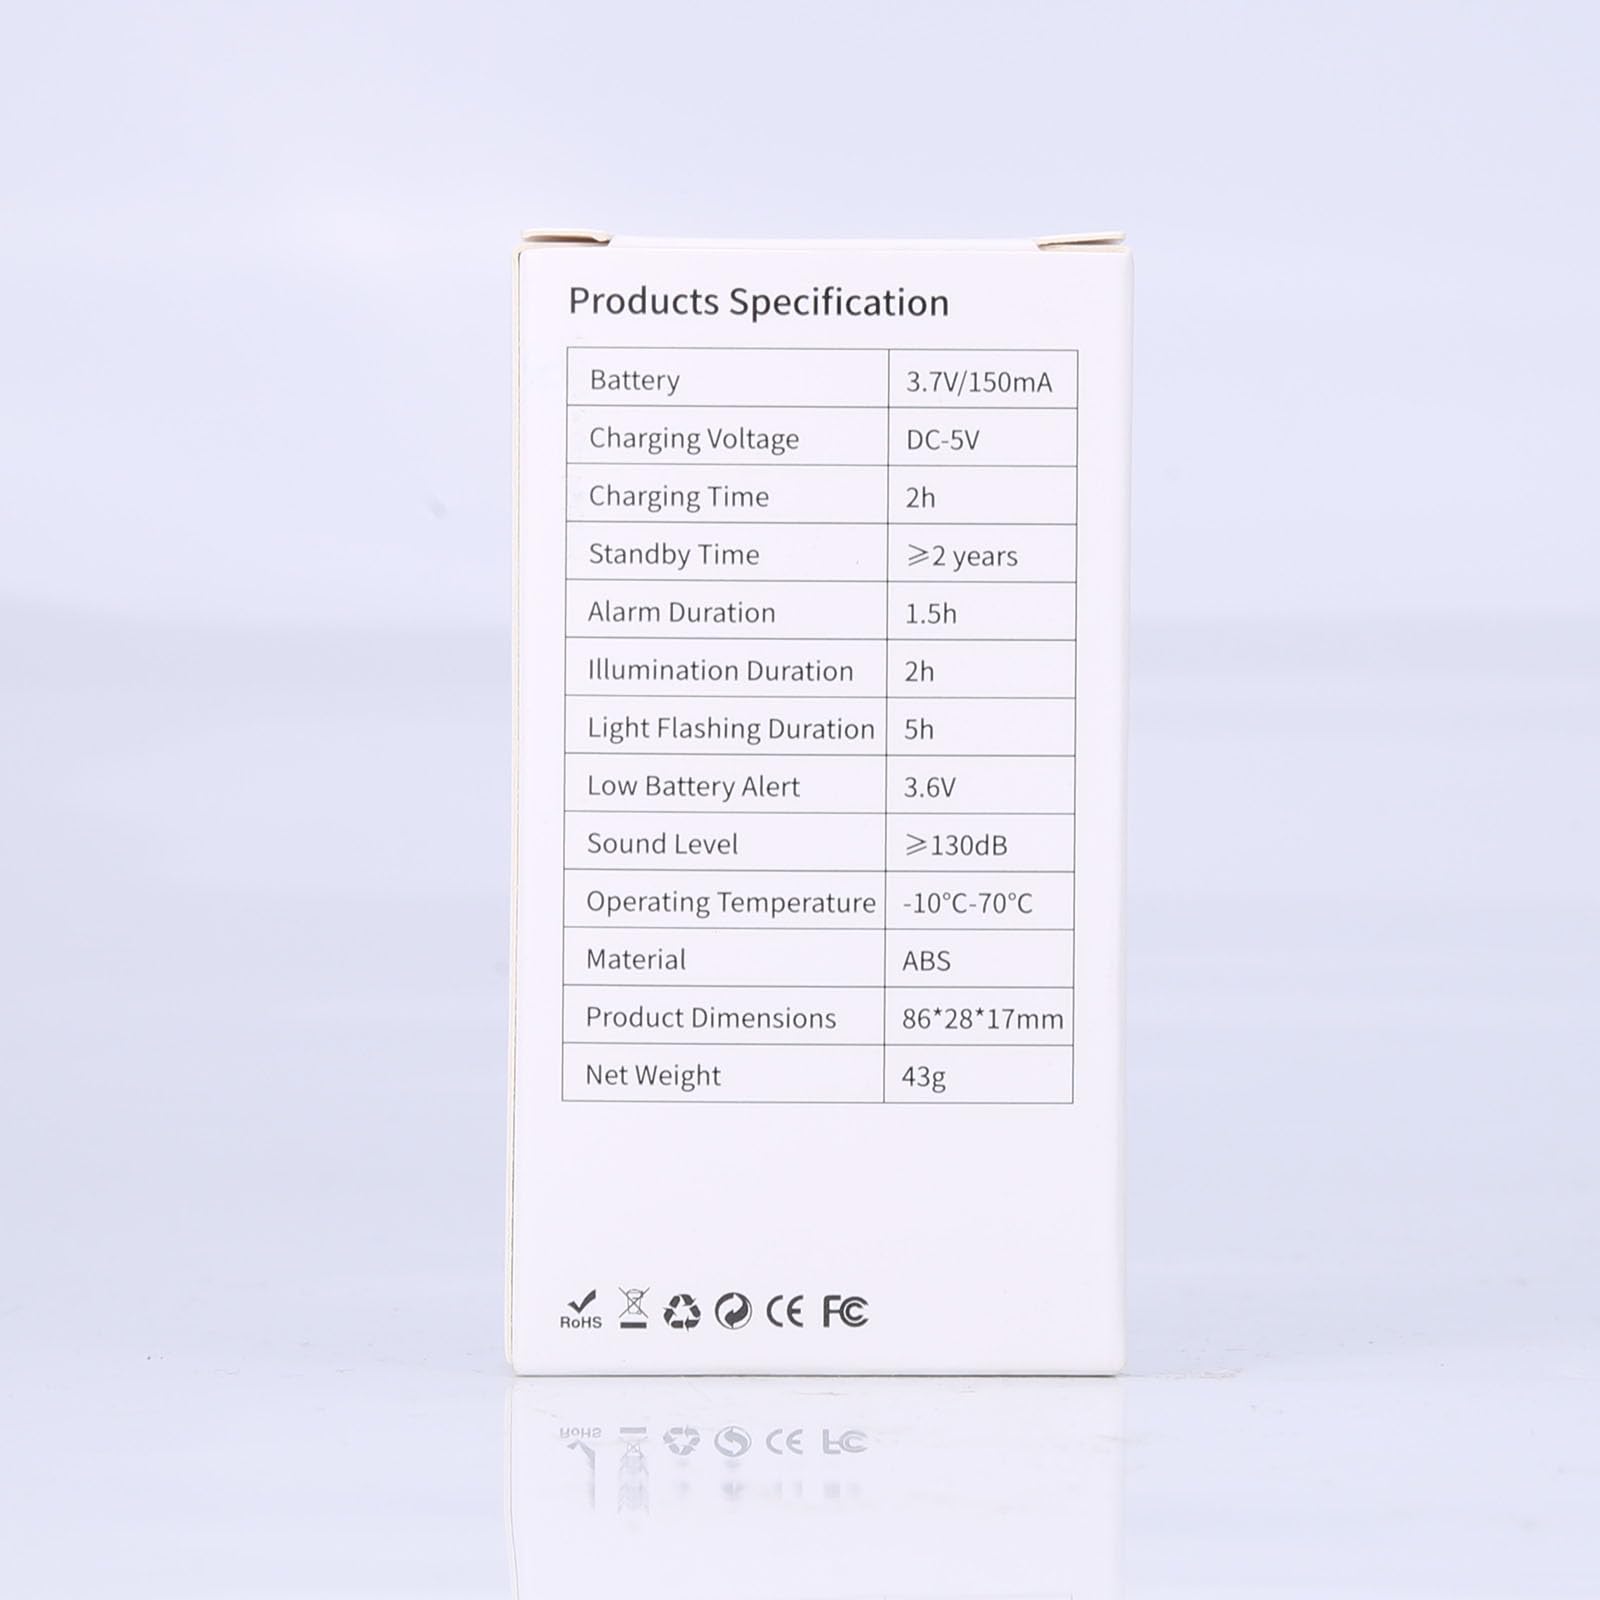 Products Specification
Battery 3.7V/150mA
Charging Voltage DC-5V
Charging Time 2h
Standby Time ⩾2 years
Alarm Duration 1.5h
Illumination Duration 2h
Light Flashing Duration 5h
Low Battery Alert 3.6V
Sound Level ⩾130dB
Operating Temperature -10°C-70°C
Material ABS
Product Dimensions 86*28*17mm
Net Weight 43g
RoHS CE FC